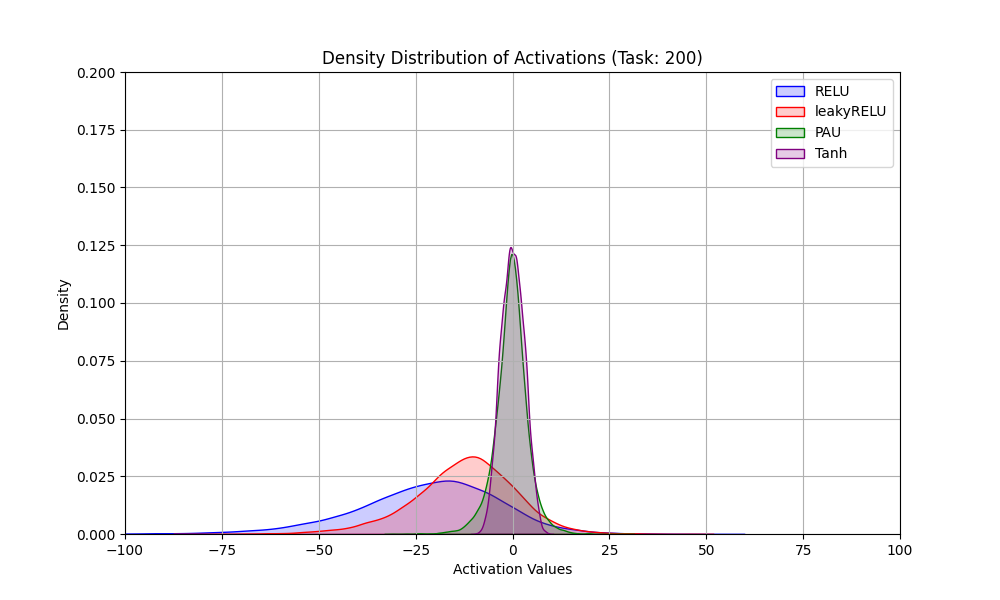 Density Distribution of Activations (Task: 200)
RELU
leakyRELU
PAU
Tanh
Density
0.200
0.175
0.150
0.125
0.100
0.075
0.050
0.025
0.000
−100
−75
−50
−25
0
25
50
75
100
Activation Values